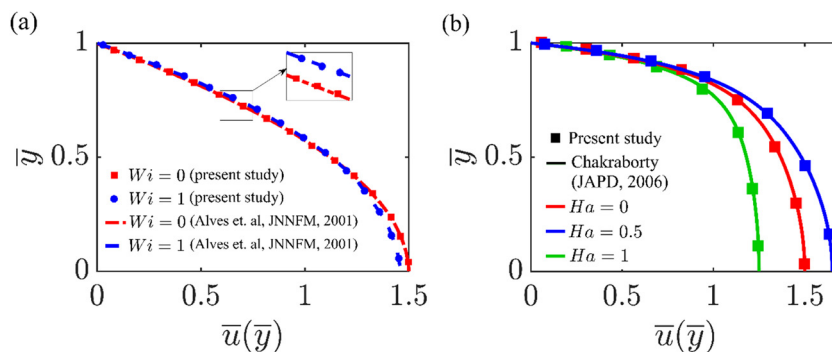 (a)
1
0.5
0
ȳ
Wi = 0 (present study)
Wi = 1 (present study)
Wi = 0 (Alves et. al, JNNFM, 2001)
Wi = 1 (Alves et. al, JNNFM, 2001)
0 0.5 1 1.5
ū(ȳ)
(b)
1
0.5
0
ȳ
Present study
Chakraborty
(JAPD, 2006)
Ha = 0
Ha = 0.5
Ha = 1
0 0.5 1 1.5
ū(ȳ)